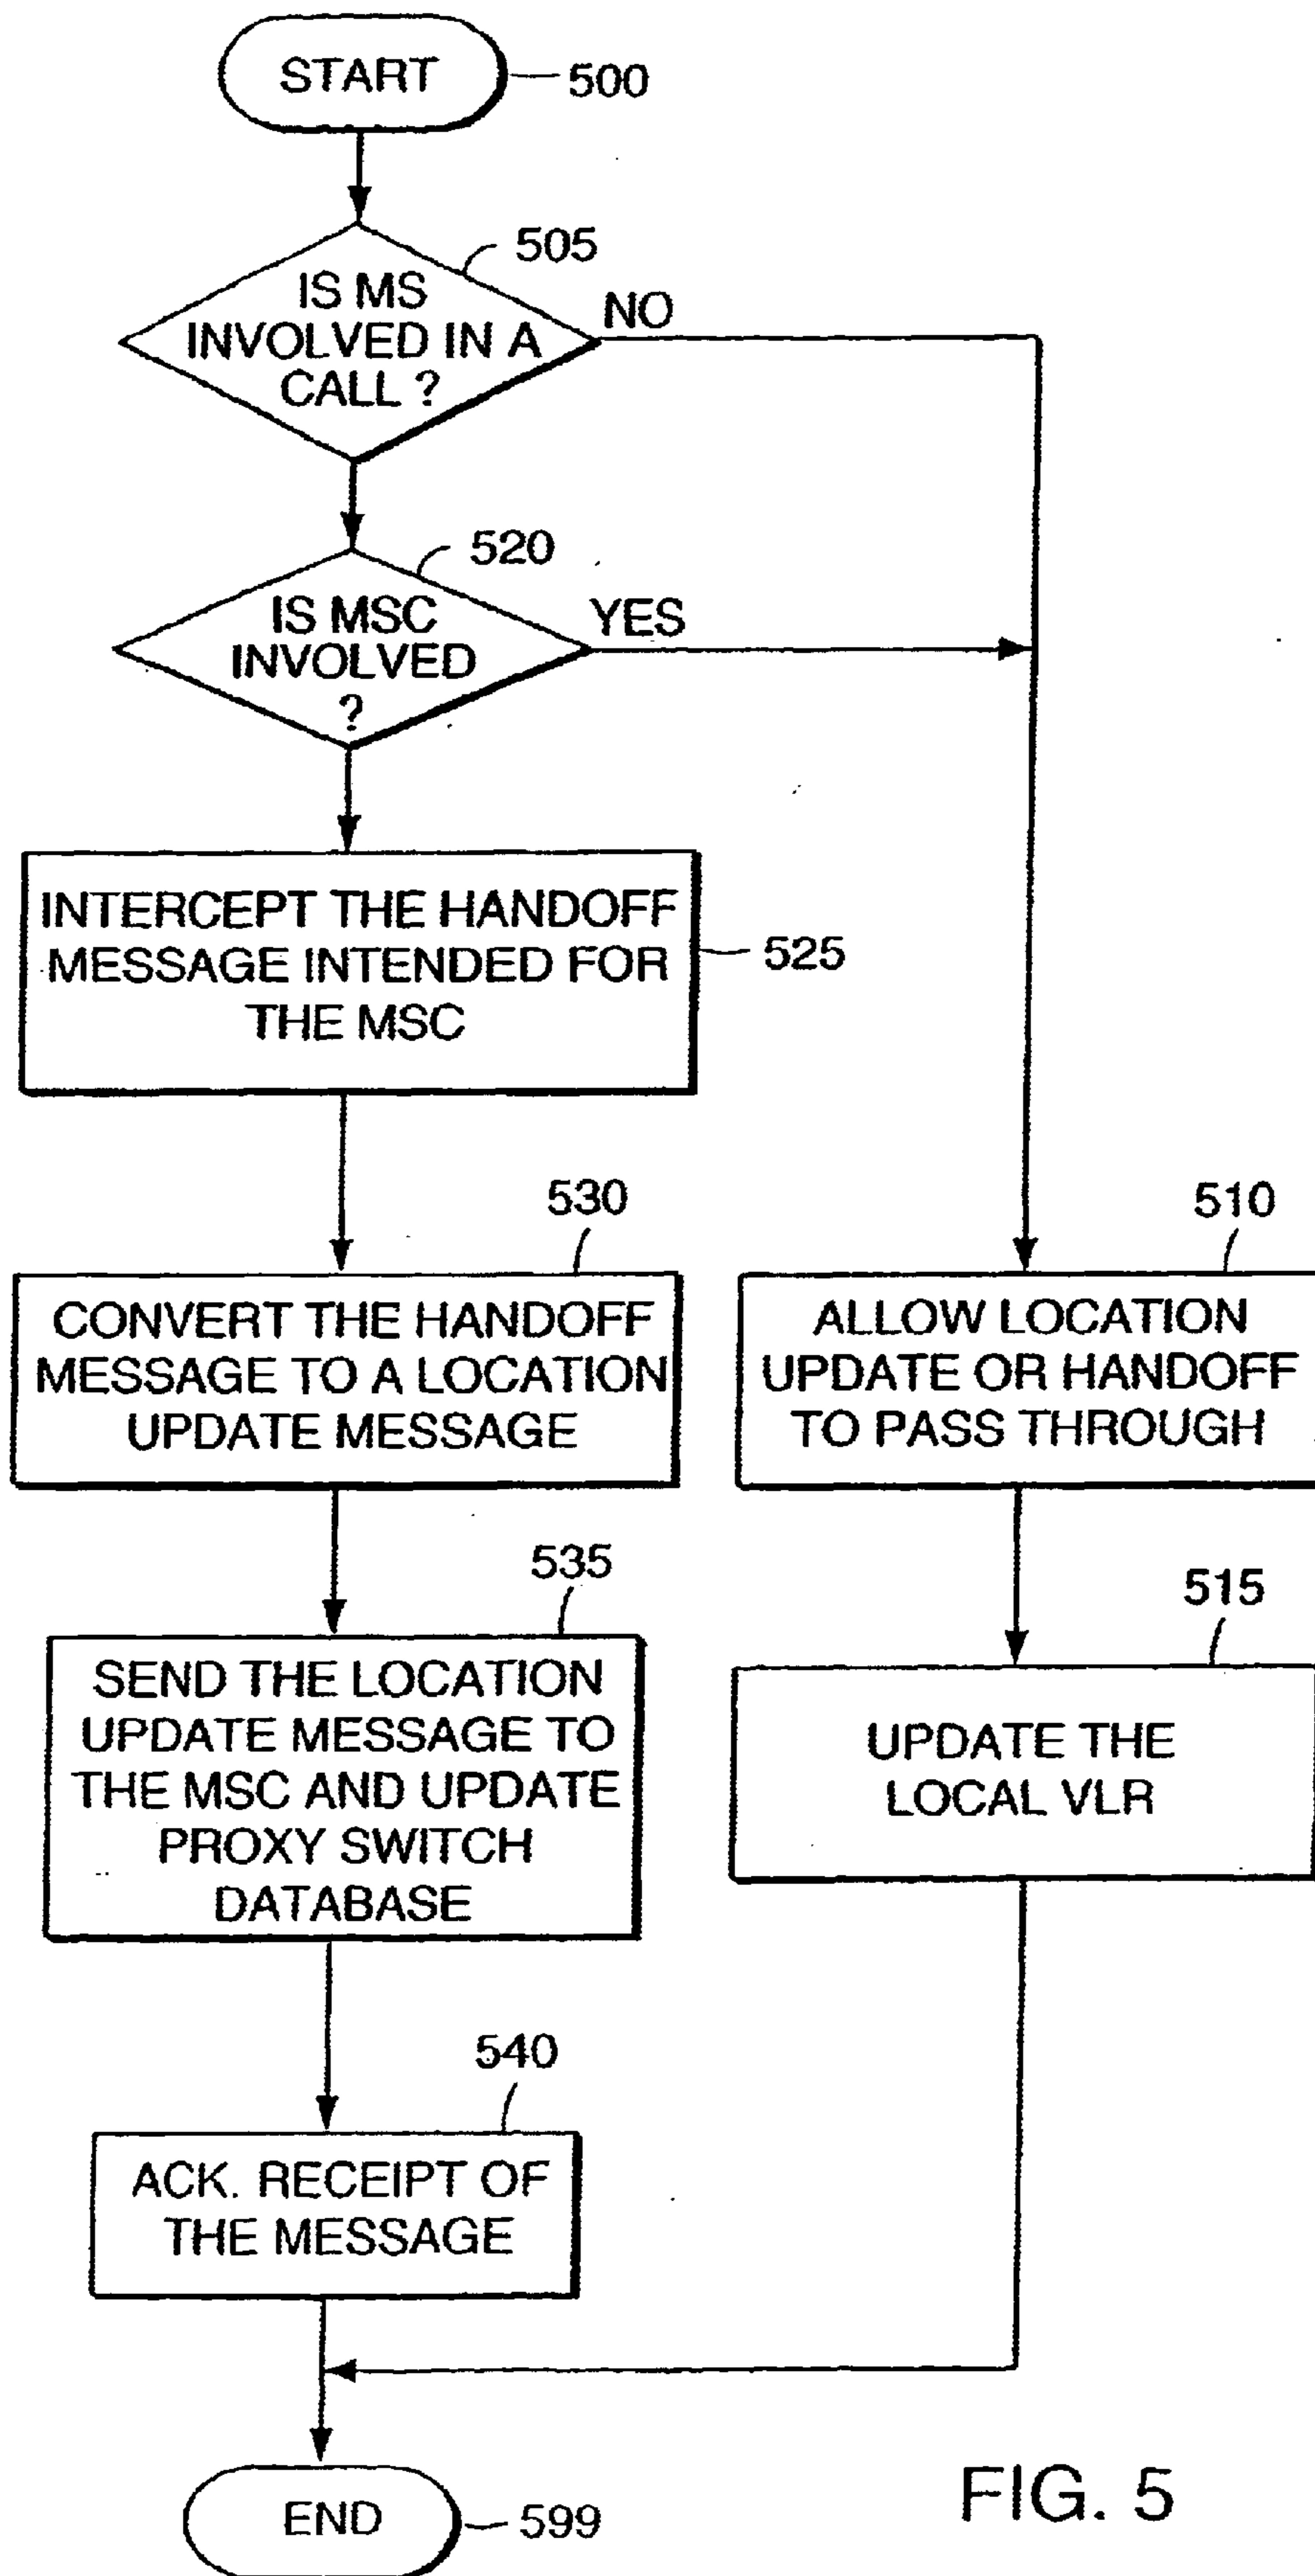 START
500
505
IS MS
INVOLVED IN A
CALL ?
NO
520
IS MSC
INVOLVED
?
YES
INTERCEPT THE HANDOFF
MESSAGE INTENDED FOR
THE MSC
525
530
CONVERT THE HANDOFF
MESSAGE TO A LOCATION
UPDATE MESSAGE
510
ALLOW LOCATION
UPDATE OR HANDOFF
TO PASS THROUGH
535
SEND THE LOCATION
UPDATE MESSAGE TO
THE MSC AND UPDATE
PROXY SWITCH
DATABASE
515
UPDATE THE
LOCAL VLR
540
ACK. RECEIPT OF
THE MESSAGE
END
599
FIG. 5